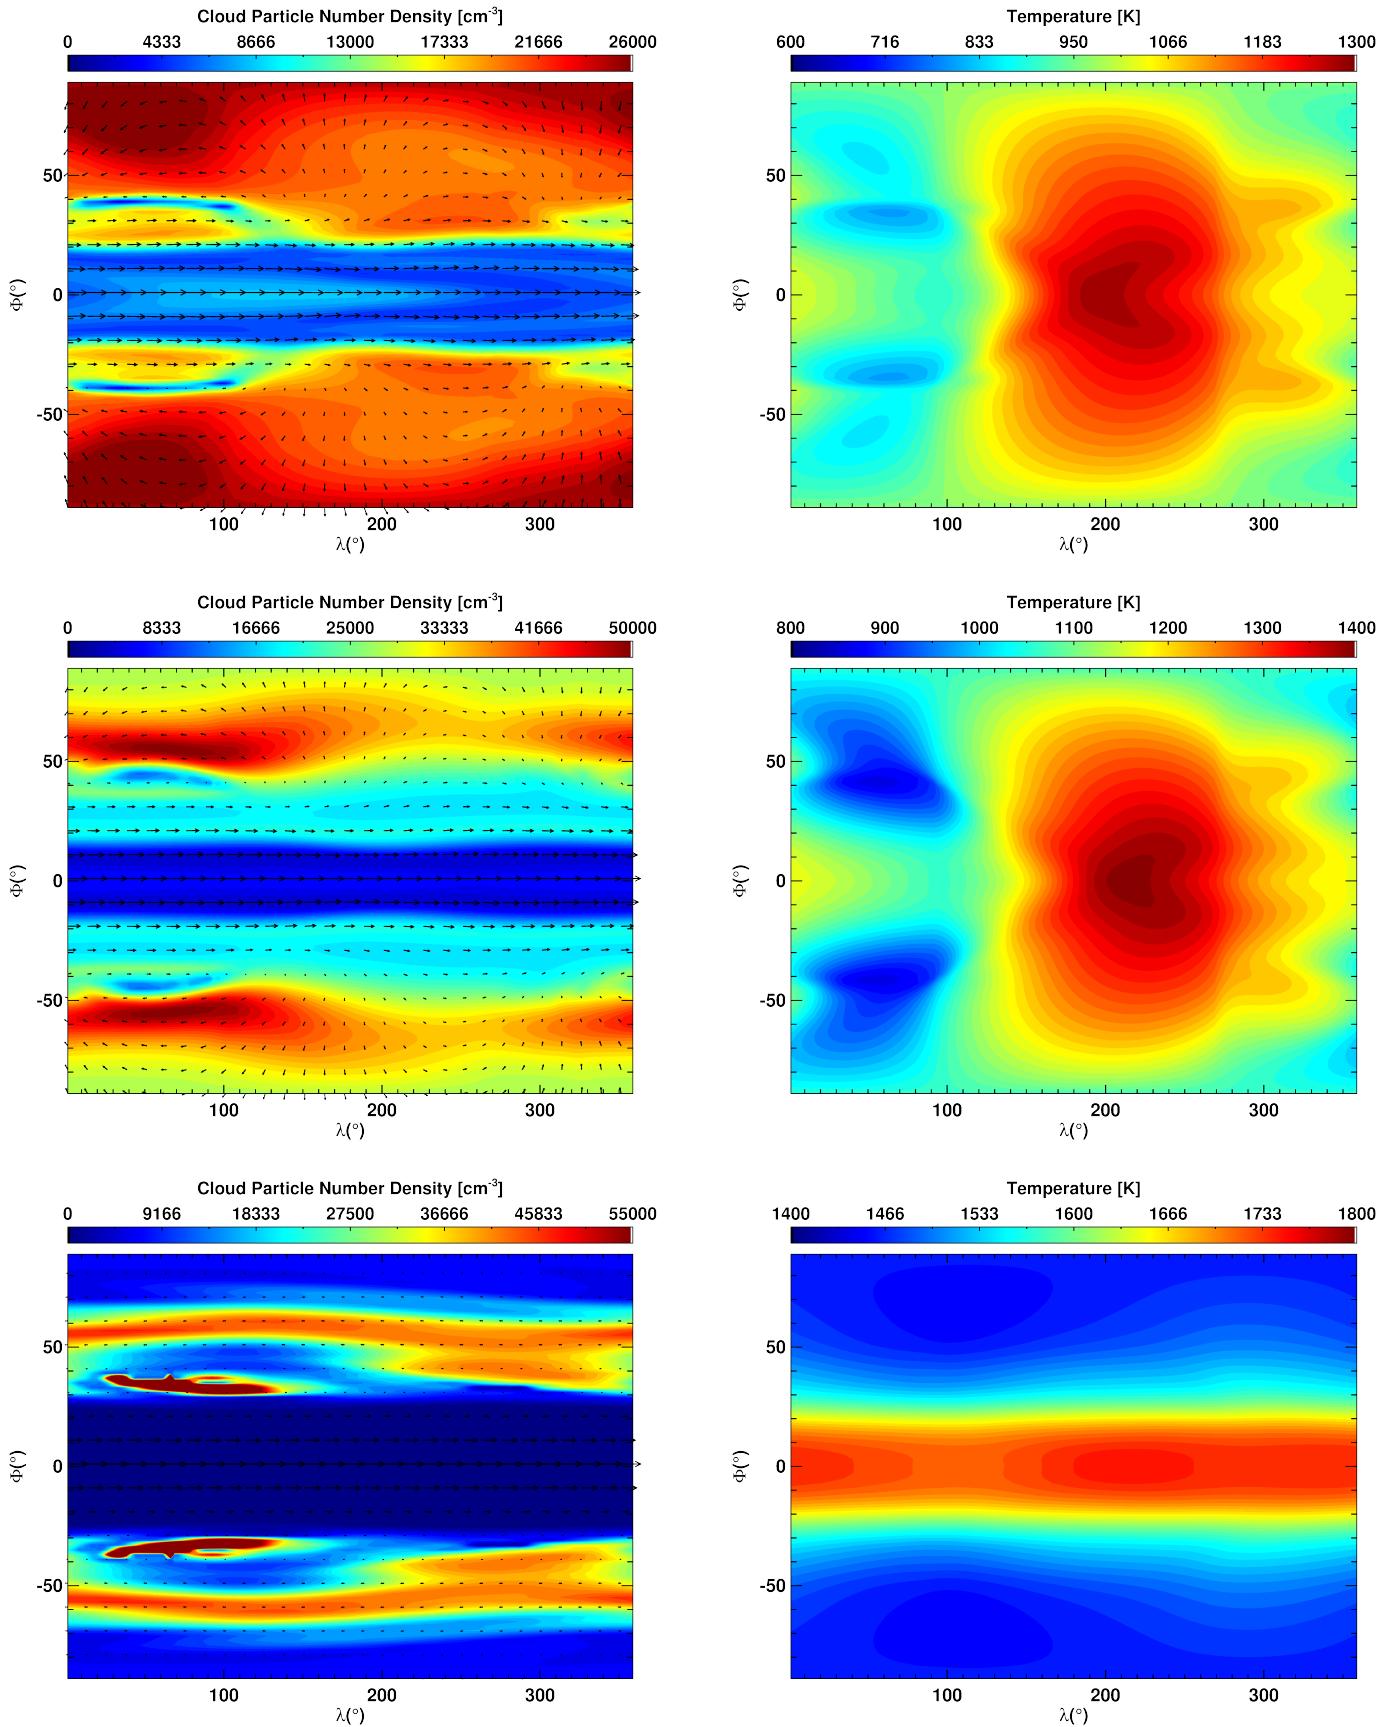 Cloud Particle Number Density [cm-3]
0 4333 8666 13000 17333 21666 26000
50
0
-50
Φ(°)
100 200 300
λ(°)
Temperature [K]
600 716 833 950 1066 1183 1300
50
0
-50
Φ(°)
100 200 300
λ(°)
Cloud Particle Number Density [cm-3]
0 8333 16666 25000 33333 41666 50000
50
0
-50
Φ(°)
100 200 300
λ(°)
Temperature [K]
800 900 1000 1100 1200 1300 1400
50
0
-50
Φ(°)
100 200 300
λ(°)
Cloud Particle Number Density [cm-3]
0 9166 18333 27500 36666 45833 55000
50
0
-50
Φ(°)
100 200 300
λ(°)
Temperature [K]
1400 1466 1533 1600 1666 1733 1800
50
0
-50
Φ(°)
100 200 300
λ(°)